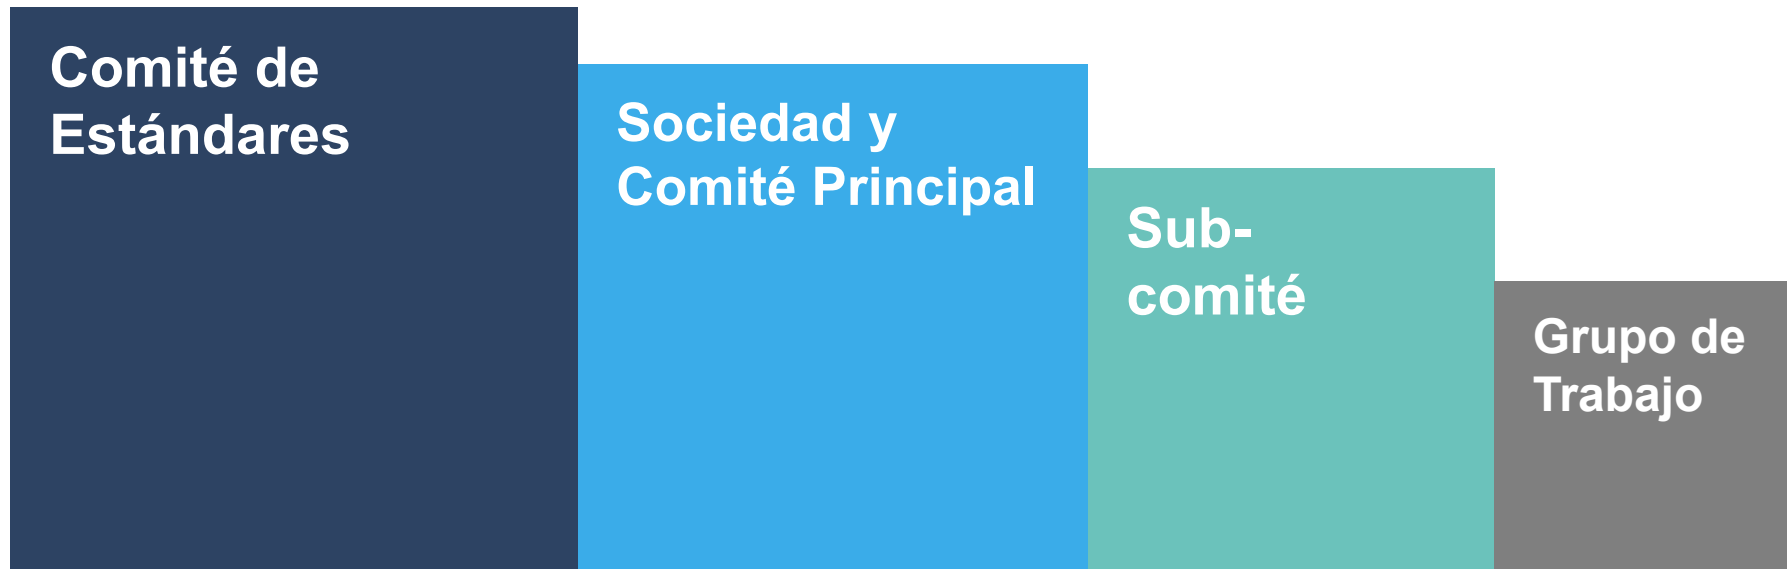 Comité de
Estándares
Sociedad y
Comité Principal
Sub-
comité
Grupo de
Trabajo